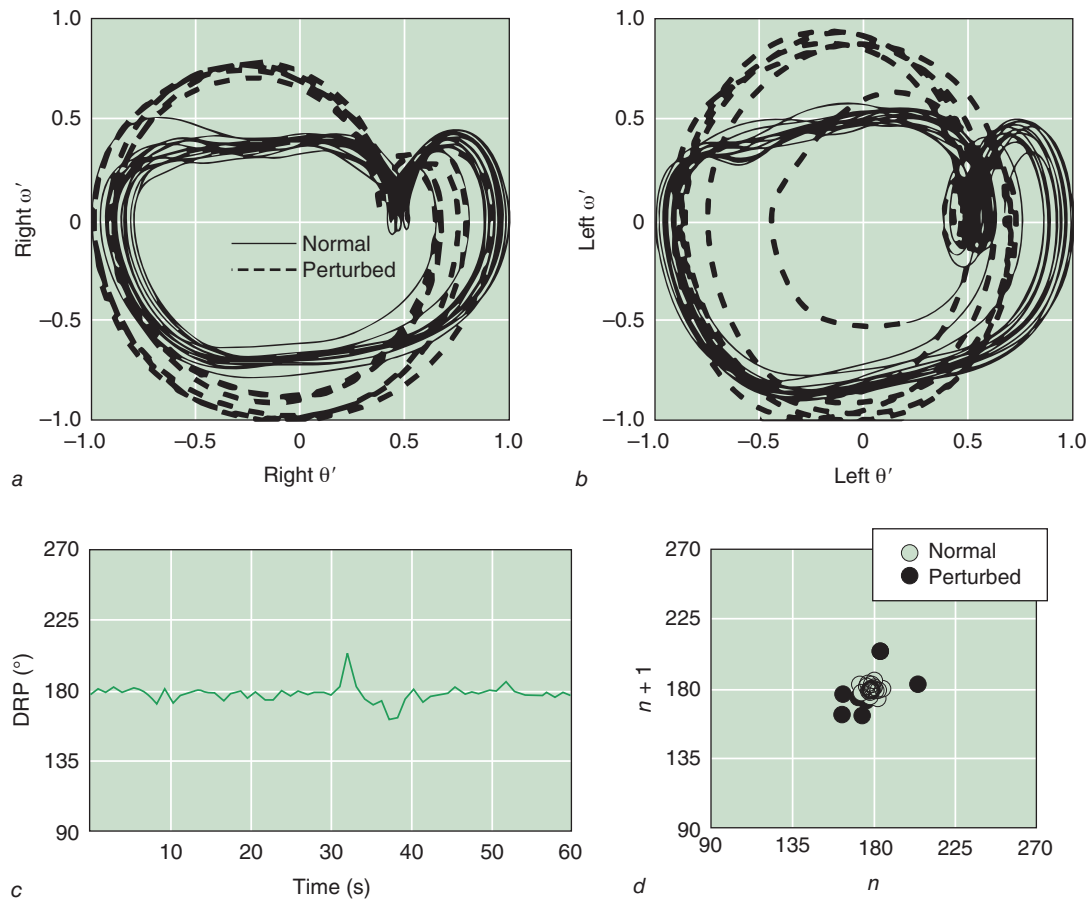 1.0
0.5
0
−0.5
−1.0
Right ω′
Normal
Perturbed
−1.0
−0.5
0
0.5
1.0
Right θ′
a
1.0
0.5
0
−0.5
−1.0
Left ω′
−1.0
−0.5
0
0.5
1.0
Left θ′
b
270
225
180
135
90
DRP (°)
10
20
30
40
50
60
Time (s)
c
Normal
Perturbed
270
225
180
135
90
n + 1
90
135
180
225
270
n
d